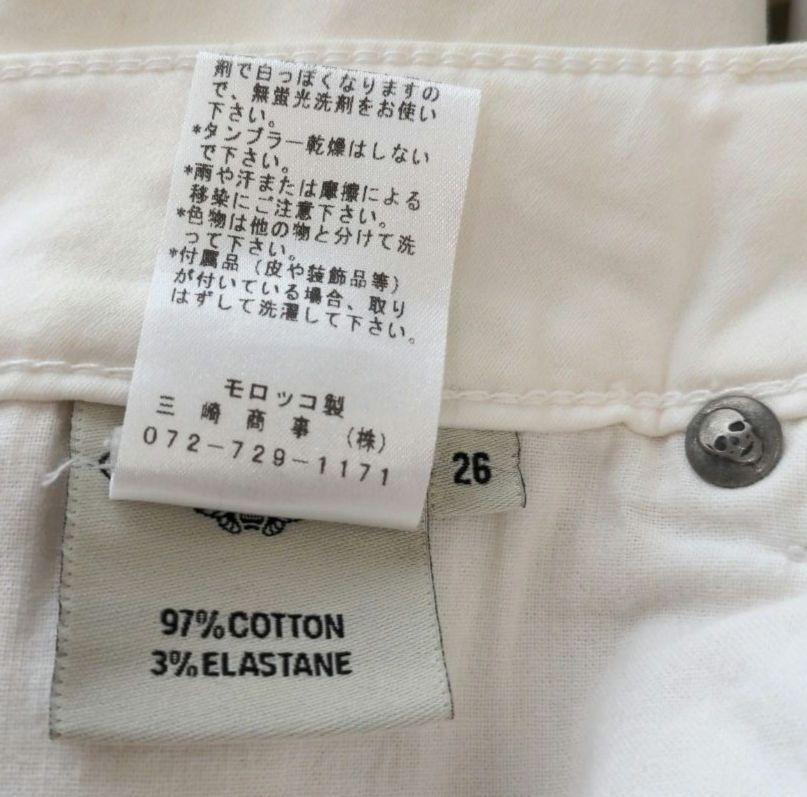 剤で白っぽくなりますの
で、無蛍光洗剤をお使い
下さい。
*タンブラー乾燥はしない
で下さい。
*雨や汗または摩擦による
移染にご注意下さい。
*色物は他の物と分けて洗
って下さい。
*付属品(皮や装飾品等)
が付いている場合、取り
はずして洗濯して下さい。
モロッコ製
三崎商事(株)
072-729-1171
26
97%COTTON
3%ELASTANE